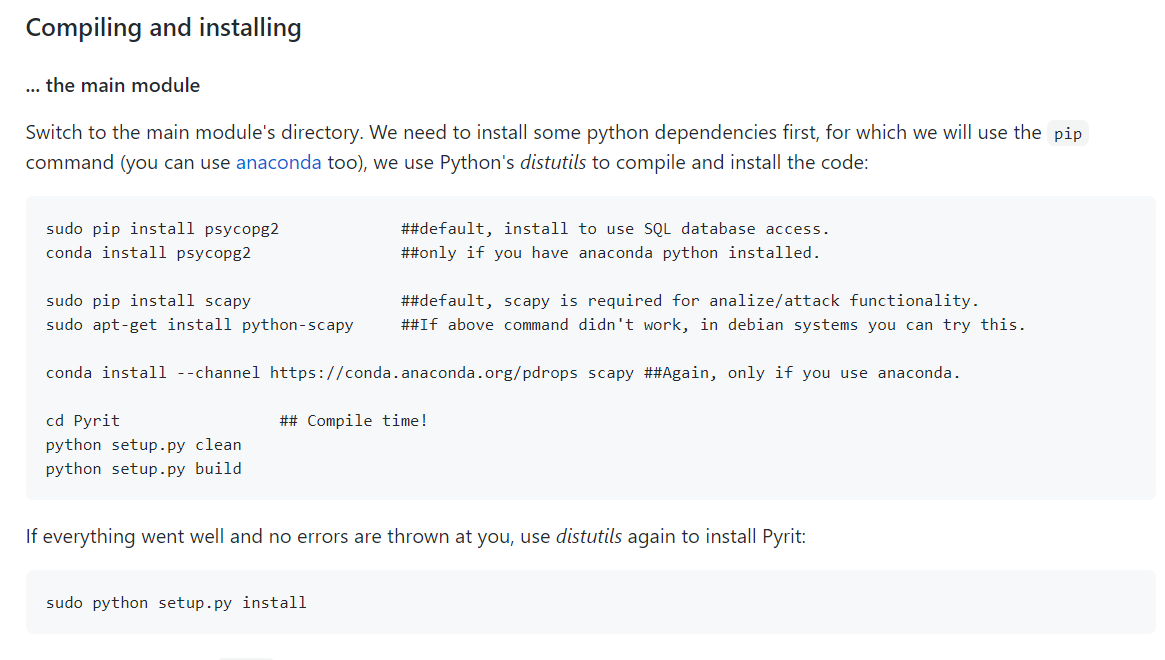 Compiling and installing
... the main module
Switch to the main module's directory. We need to install some python dependencies first, for which we will use the pip
command (you can use anaconda too), we use Python's distutils to compile and install the code:
sudo pip install psycopg2 ##default, install to use SQL database access.
conda install psycopg2 ##only if you have anaconda python installed.
sudo pip install scapy ##default, scapy is required for analize/attack functionality.
sudo apt-get install python-scapy ##If above command didn't work, in debian systems you can try this.
conda install --channel https://conda.anaconda.org/pdrops scapy ##Again, only if you use anaconda.
cd Pyrit ## Compile time!
python setup.py clean
python setup.py build
If everything went well and no errors are thrown at you, use distutils again to install Pyrit:
sudo python setup.py install